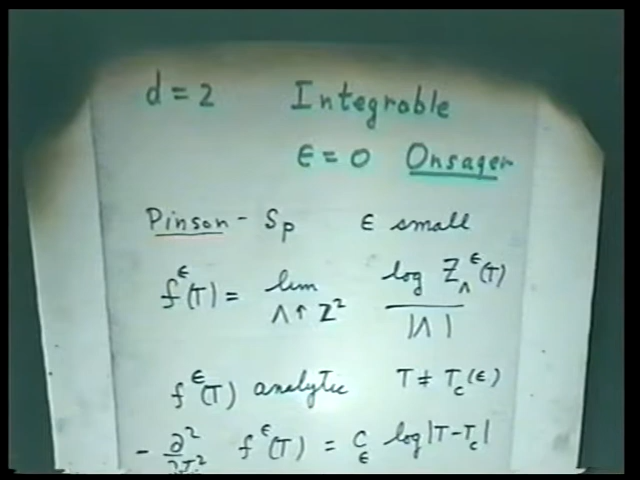 d = 2 Integrable
ϵ = 0 Onsager
Pinson - Sp ϵ small
f^ϵ(T) = lim_{Λ↑Z²} log Z_Λ^ϵ(T) / |Λ|
f^ϵ(T) analytic T ≠ T_c(ϵ)
- ∂²/∂T² f^ϵ(T) = C_ϵ log|T-T_c|